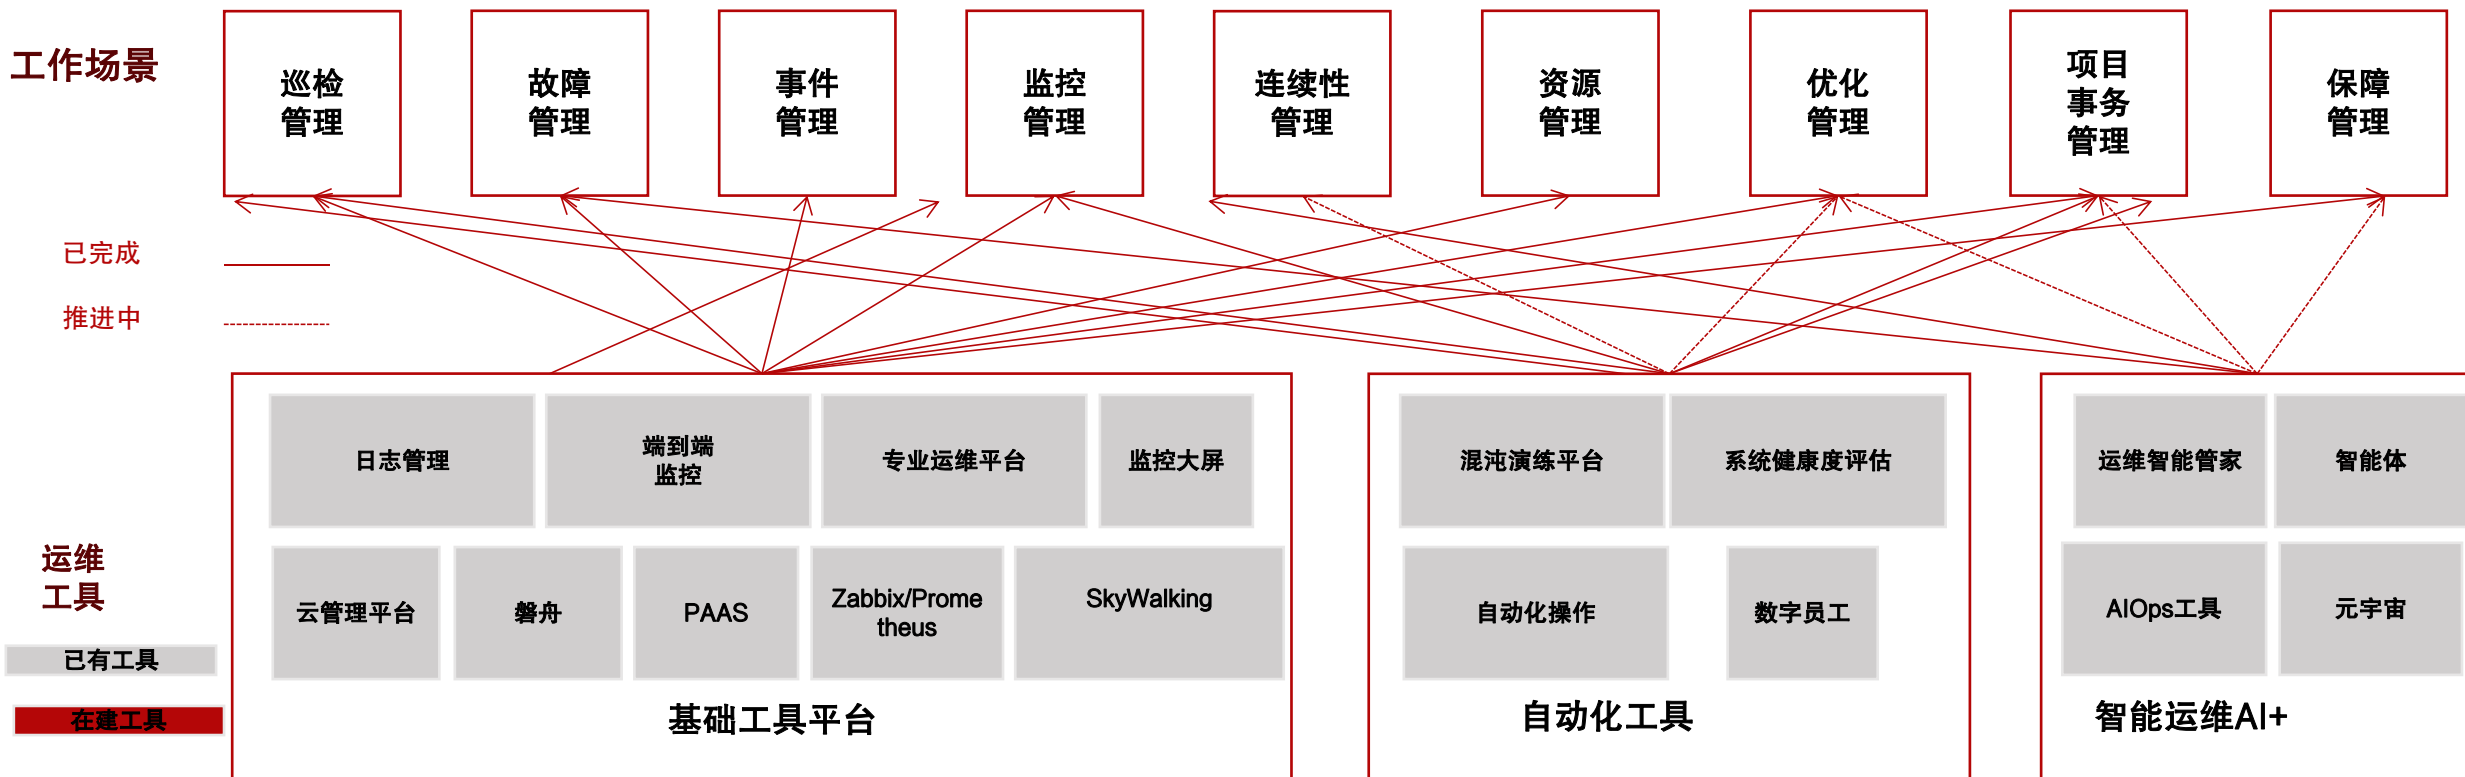 工作场景
巡检
管理
故障
管理
事件
管理
监控
管理
连续性
管理
资源
管理
优化
管理
项目
事务
管理
保障
管理
已完成
推进中
运维
工具
已有工具
在建工具
日志管理
端到端
监控
专业运维平台
监控大屏
云管理平台
磐舟
PAAS
Zabbix/Prome
theus
SkyWalking
基础工具平台
混沌演练平台
系统健康度评估
自动化操作
数字员工
自动化工具
运维智能管家
智能体
AIOps工具
元宇宙
智能运维AI+